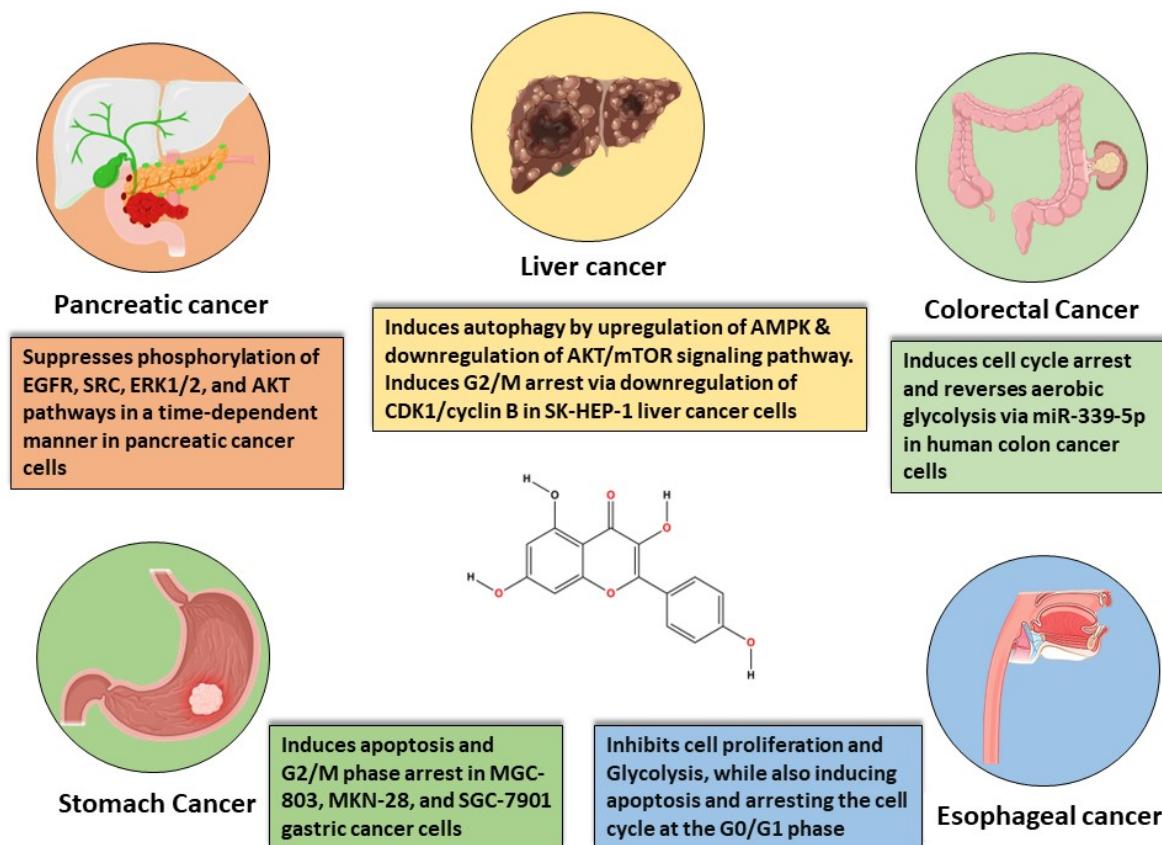 Pancreatic cancer
Suppresses phosphorylation of
EGFR, SRC, ERK1/2, and AKT
pathways in a time-dependent
manner in pancreatic cancer
cells
Liver cancer
Induces autophagy by upregulation of AMPK &
downregulation of AKT/mTOR signaling pathway.
Induces G2/M arrest via downregulation of
CDK1/cyclin B in SK-HEP-1 liver cancer cells
Colorectal Cancer
Induces cell cycle arrest
and reverses aerobic
glycolysis via miR-339-5p
in human colon cancer
cells
H
O
O
H
O
H
O
O
O
H
Stomach Cancer
Induces apoptosis and
G2/M phase arrest in MGC-
803, MKN-28, and SGC-7901
gastric cancer cells
Inhibits cell proliferation and
Glycolysis, while also inducing
apoptosis and arresting the cell
cycle at the G0/G1 phase
Esophageal cancer